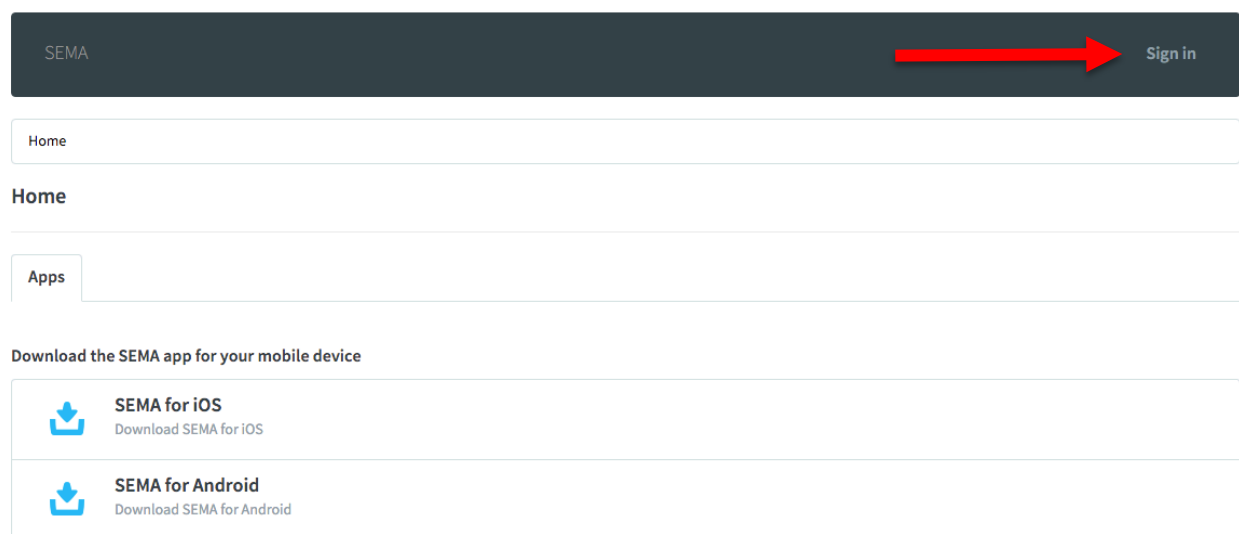 SEMA
Sign in
Home
Home
Apps
Download the SEMA app for your mobile device
SEMA for iOS
Download SEMA for iOS
SEMA for Android
Download SEMA for Android